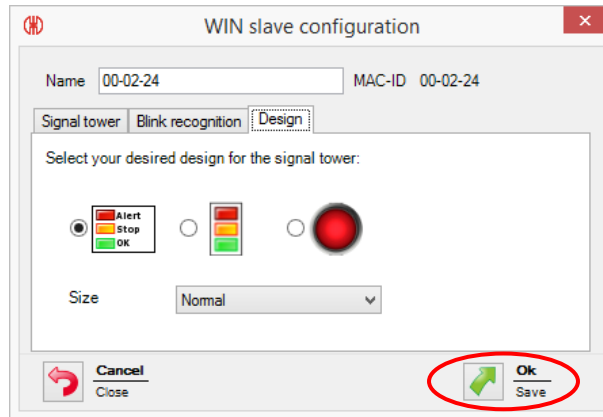 WIN slave configuration
Name 00-02-24 MAC-ID 00-02-24
Signal tower Blink recognition Design
Select your desired design for the signal tower:
Alert
Stop
OK
Size Normal
Cancel Ok
Close Save